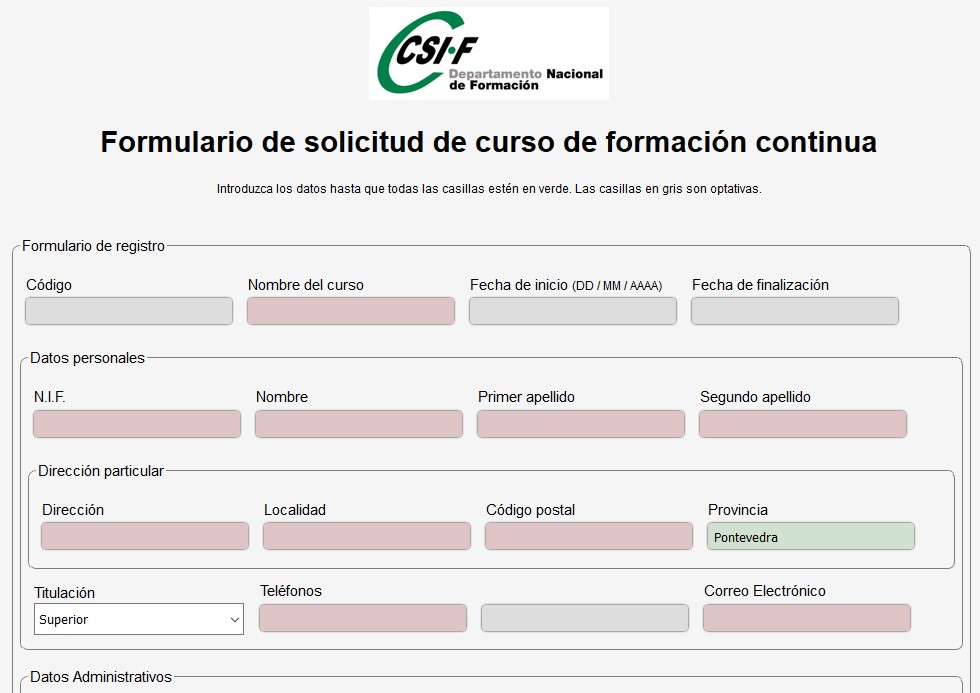 CSI·F
Departamento Nacional
de Formación
Formulario de solicitud de curso de formación continua
Introduzca los datos hasta que todas las casillas estén en verde. Las casillas en gris son optativas.
Formulario de registro
Código Nombre del curso Fecha de inicio (DD / MM / AAAA) Fecha de finalización
Datos personales
N.I.F. Nombre Primer apellido Segundo apellido
Dirección particular
Dirección Localidad Código postal Provincia
Pontevedra
Titulación Teléfonos Correo Electrónico
Superior
Datos Administrativos